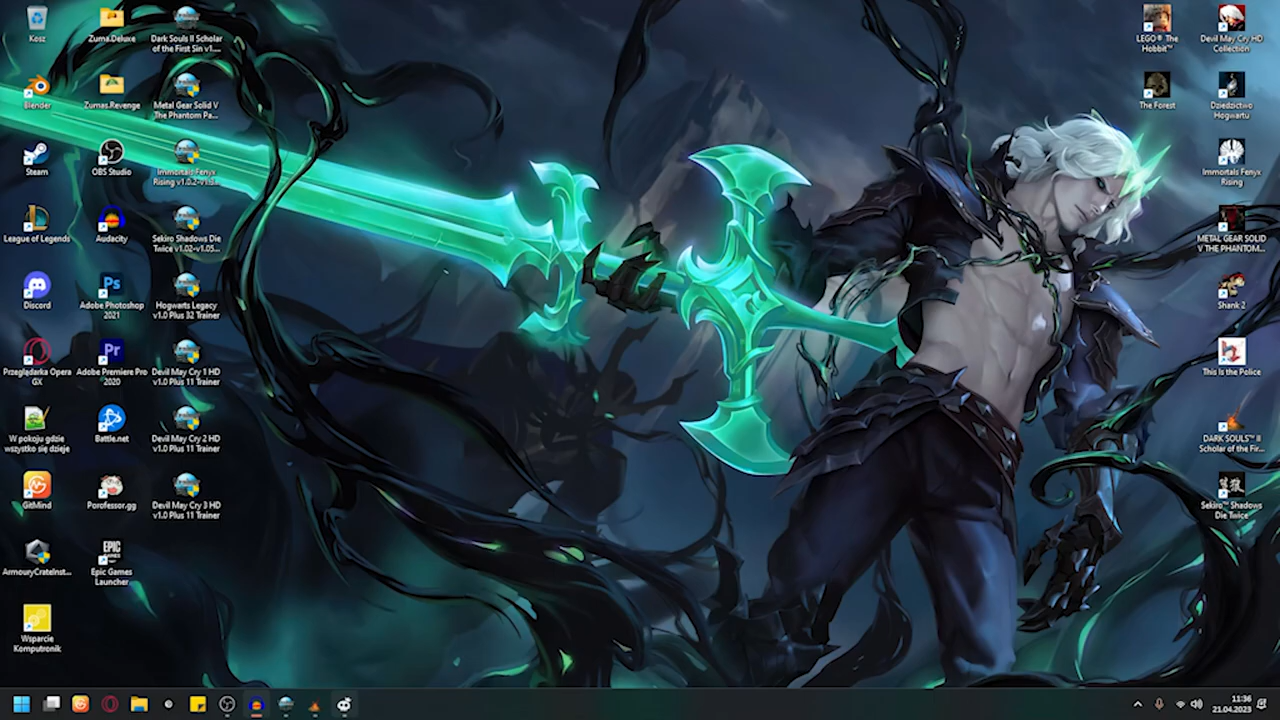 Kosz
Zuma.Deluxe
Dark Souls II Scholar
of the First Sin v1....
Blender
Zumas.Revenge
Metal Gear Solid V
The Phantom Pa...
Steam
OBS Studio
Immortals Fenyx
Rising v1.0.2-v1.3...
League of Legends
Audacity
Sekiro Shadows Die
Twice v1.02-v1.05...
Discord
Adobe Photoshop
2021
Hogwarts Legacy
v1.0 Plus 32 Trainer
Przeglądarka Opera
GX
Adobe Premiere Pro
2020
Devil May Cry 1 HD
v1.0 Plus 11 Trainer
W pokoju gdzie
wszystko się dzieje
Battle.net
Devil May Cry 2 HD
v1.0 Plus 11 Trainer
GitMind
Porofessor.gg
Devil May Cry 3 HD
v1.0 Plus 11 Trainer
ArmouryCrateInst...
EPIC
GAMES
Epic Games
Launcher
Wsparcie
Komputronik
LEGO® The
Hobbit™
Devil May Cry HD
Collection
The Forest
Dziedzictwo
Hogwartu
Immortals Fenyx
Rising
METAL GEAR SOLID
V THE PHANTOM...
Shank 2
This Is the Police
DARK SOULS™ II
Scholar of the Fir...
Sekiro™ Shadows
Die Twice
Ps
Pr
11:36
21.04.2023